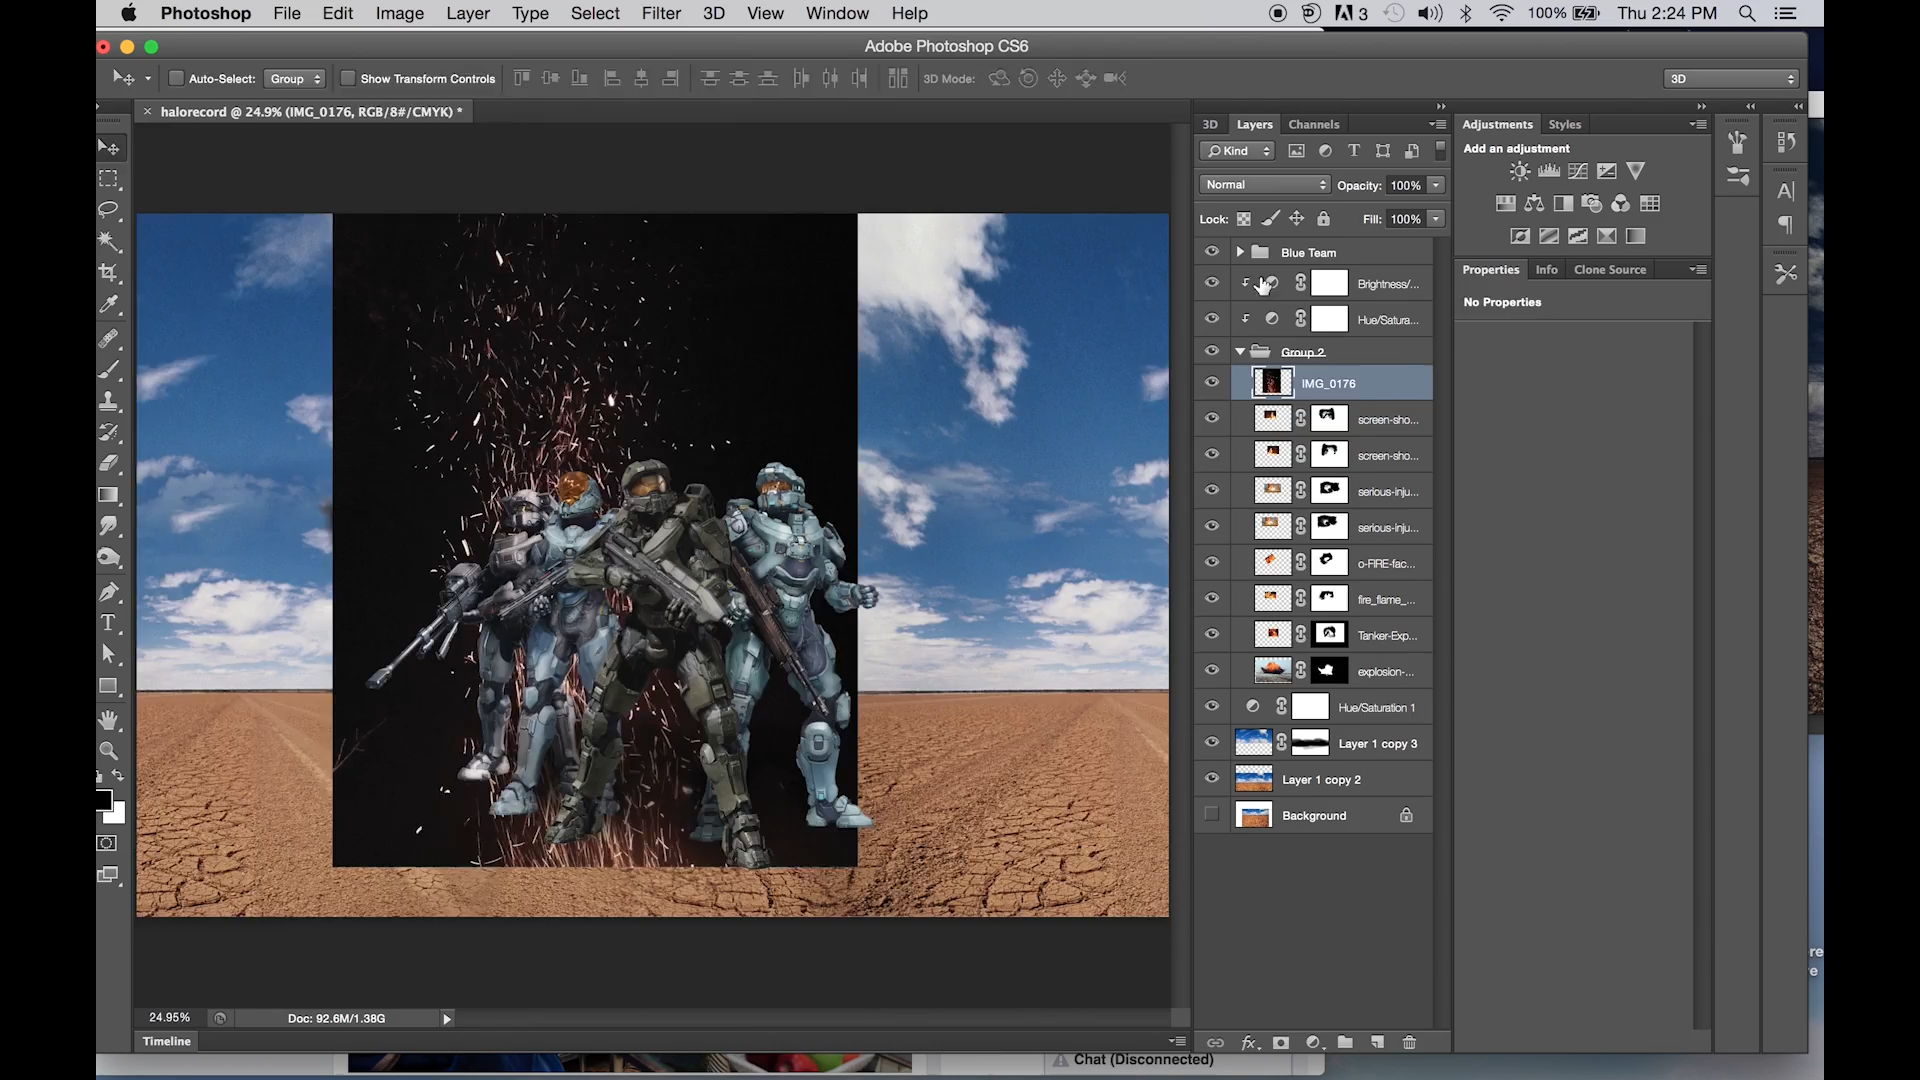 Photoshop File Edit Image Layer Type Select Filter 3D View Window Help 3 100% Thu 2:24 PM
Adobe Photoshop CS6
Auto-Select: Group Show Transform Controls 3D Mode: 3D
× halorecord @ 24.9% (IMG_0176, RGB/8#/CMYK) *
3D Layers Channels
Adjustments Styles
Add an adjustment
Kind
Normal Opacity: 100%
Lock: Fill: 100%
Blue Team
Brightness/...
Hue/Satura...
Group 2
IMG_0176
screen-sho...
screen-sho...
serious-inju...
serious-inju...
o-FIRE-fac...
fire_flame_...
Tanker-Exp...
explosion-...
Hue/Saturation 1
Layer 1 copy 3
Layer 1 copy 2
Background
Properties Info Clone Source
No Properties
24.95% Doc: 92.6M/1.38G
Timeline
Chat (Disconnected)